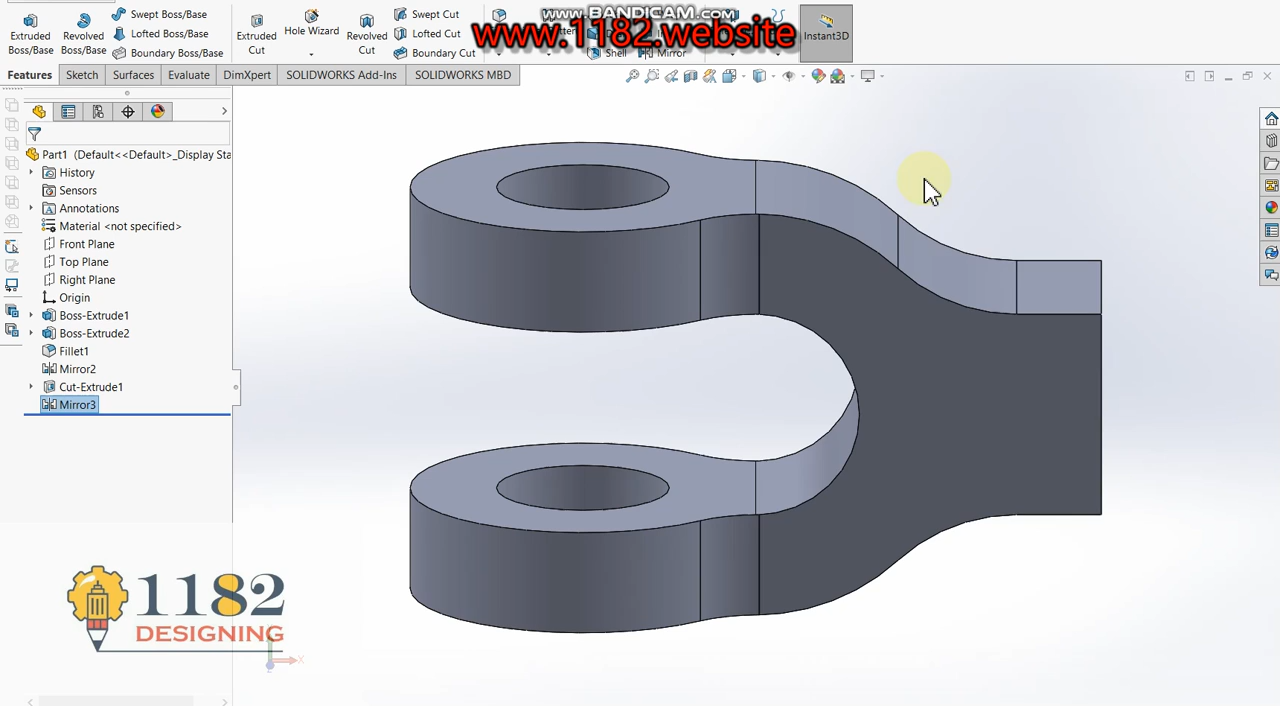 www.BANDICAM.com
www.1182.website
Extruded Boss/Base
Revolved Boss/Base
Swept Boss/Base
Lofted Boss/Base
Boundary Boss/Base
Extruded Cut
Hole Wizard
Revolved Cut
Swept Cut
Lofted Cut
Boundary Cut
Shell
Mirror
Instant3D
Features
Sketch
Surfaces
Evaluate
DimXpert
SOLIDWORKS Add-Ins
SOLIDWORKS MBD
Part1 (Default<<Default>_Display Sta
History
Sensors
Annotations
Material <not specified>
Front Plane
Top Plane
Right Plane
Origin
Boss-Extrude1
Boss-Extrude2
Fillet1
Mirror2
Cut-Extrude1
Mirror3
1182
DESIGNING
X